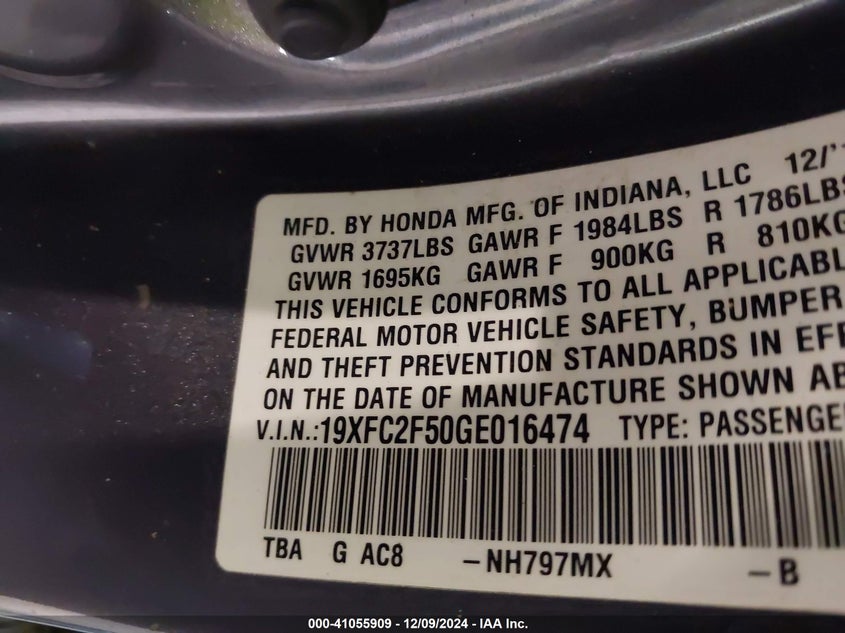 MFD. BY HONDA MFG. OF INDIANA, LLC 12/'
GVWR 3737LBS GAWR F 1984LBS R 1786LBS
GVWR 1695KG GAWR F 900KG R 810KG
THIS VEHICLE CONFORMS TO ALL APPLICABL
FEDERAL MOTOR VEHICLE SAFETY, BUMPER
AND THEFT PREVENTION STANDARDS IN EFF
ON THE DATE OF MANUFACTURE SHOWN AB
V.I.N.:19XFC2F50GE016474 TYPE: PASSENGE
TBA G AC8 -NH797MX -B
000-41055909 - 12/09/2024 - IAA Inc.